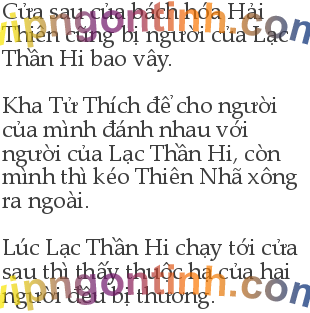 Cửa sau của bách hóa Hải
Thiên cũng bị người của Lạc
Thần Hi bao vây.
Kha Tử Thích để cho người
của mình đánh nhau với
người của Lạc Thần Hi, còn
mình thì kéo Thiên Nhã xông
ra ngoài.
Lúc Lạc Thần Hi chạy tới cửa
sau thì thấy thuộc hạ của hai
người đều bị thương.
vipngontinh.com
vipngontinh.com